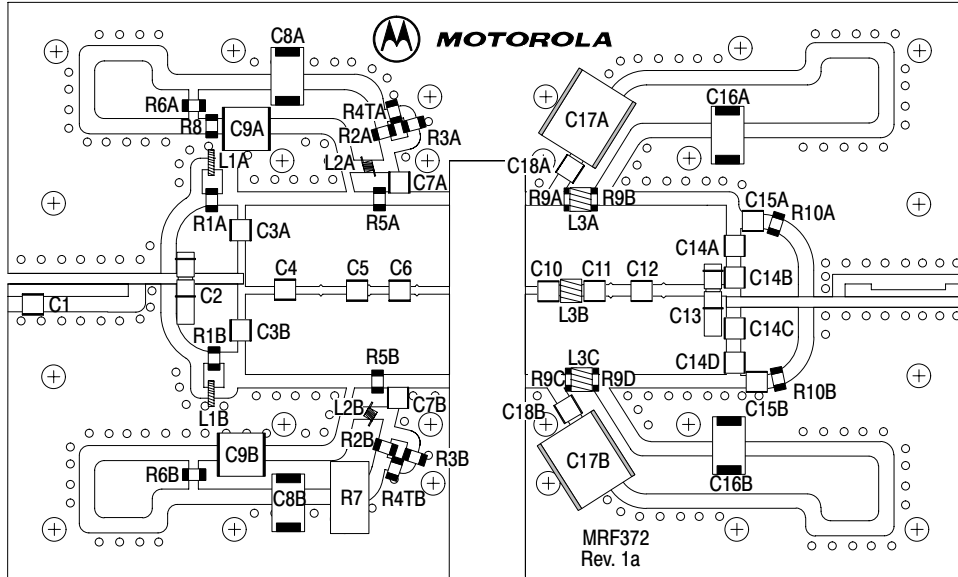 C8A
MOTOROLA
R6A
R8
C9A
R4TA
R2A
R3A
C17A
C16A
L1A
L2A
C7A
C18A
R1A
R5A
R9A
R9B
L3A
C15A
R10A
C3A
C14A
C4
C5
C6
C10
C11
C12
C14B
C1
C2
L3B
C13
C14C
R1B
C3B
R5B
L3C
C14D
R9C
R9D
R10B
L1B
L2B
C7B
C18B
C15B
R2B
C9B
R3B
C17B
R6B
C8B
R7
R4TB
C16B
MRF372
Rev. 1a